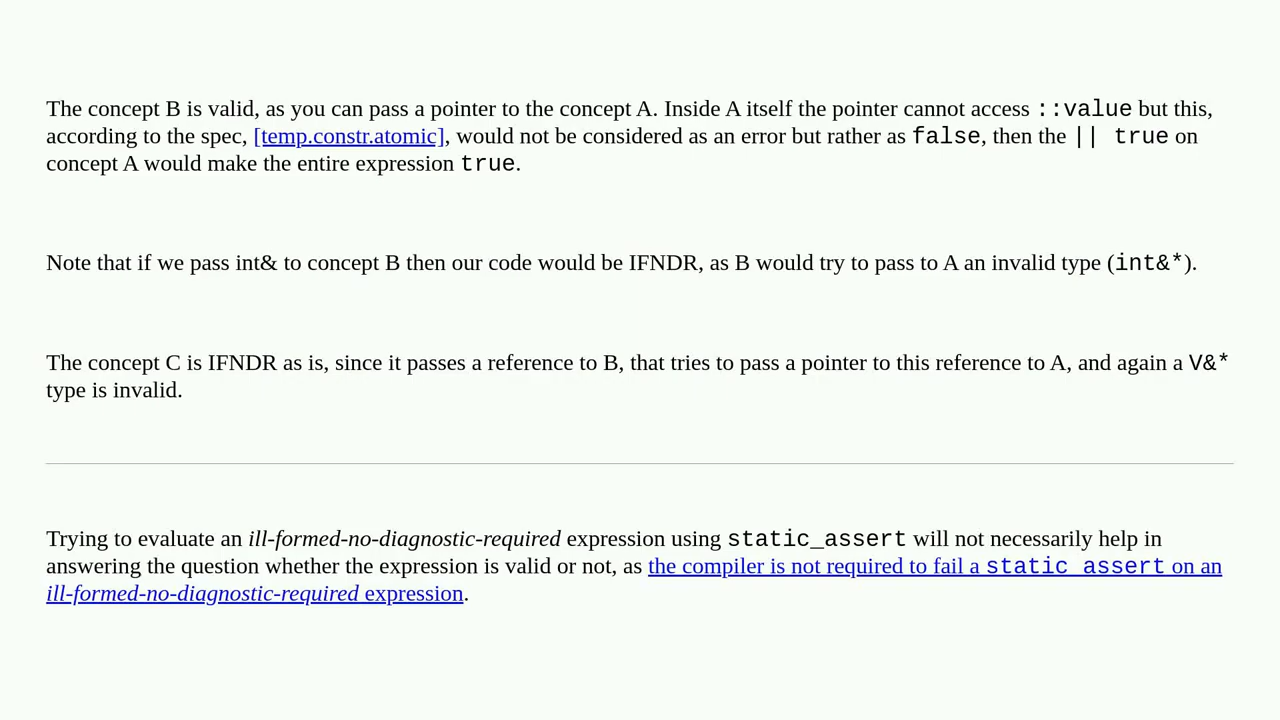 The concept B is valid, as you can pass a pointer to the concept A. Inside A itself the pointer cannot access ::value but this,
according to the spec, [temp.constr.atomic], would not be considered as an error but rather as false, then the || true on
concept A would make the entire expression true.
Note that if we pass int& to concept B then our code would be IFNDR, as B would try to pass to A an invalid type (int&*).
The concept C is IFNDR as is, since it passes a reference to B, that tries to pass a pointer to this reference to A, and again a V&*
type is invalid.
Trying to evaluate an ill-formed-no-diagnostic-required expression using static_assert will not necessarily help in
answering the question whether the expression is valid or not, as the compiler is not required to fail a static_assert on an
ill-formed-no-diagnostic-required expression.